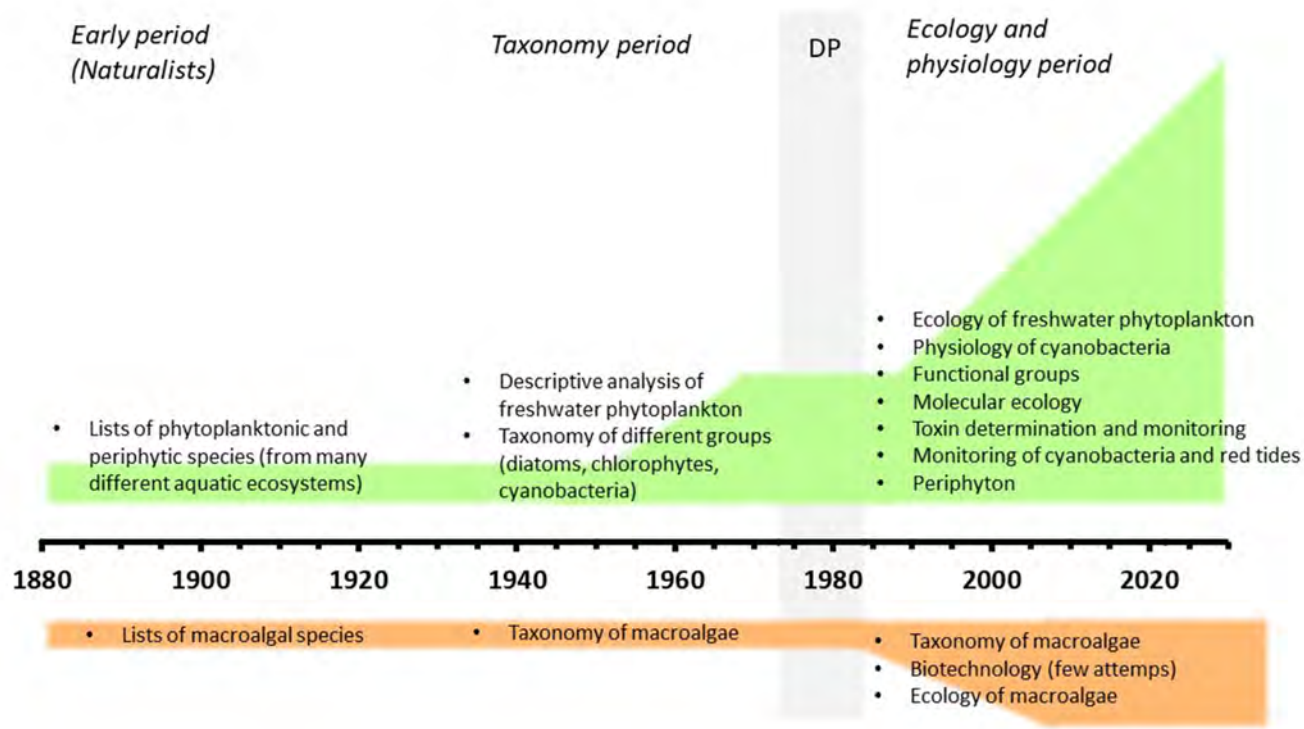 Early period
(Naturalists)
Taxonomy period
DP
Ecology and
physiology period
• Lists of phytoplanktonic and
periphytic species (from many
different aquatic ecosystems)
• Descriptive analysis of
freshwater phytoplankton
• Taxonomy of different groups
(diatoms, chlorophytes,
cyanobacteria)
• Ecology of freshwater phytoplankton
• Physiology of cyanobacteria
• Functional groups
• Molecular ecology
• Toxin determination and monitoring
• Monitoring of cyanobacteria and red tides
• Periphyton
1880 1900 1920 1940 1960 1980 2000 2020
• Lists of macroalgal species
• Taxonomy of macroalgae
• Taxonomy of macroalgae
• Biotechnology (few attemps)
• Ecology of macroalgae